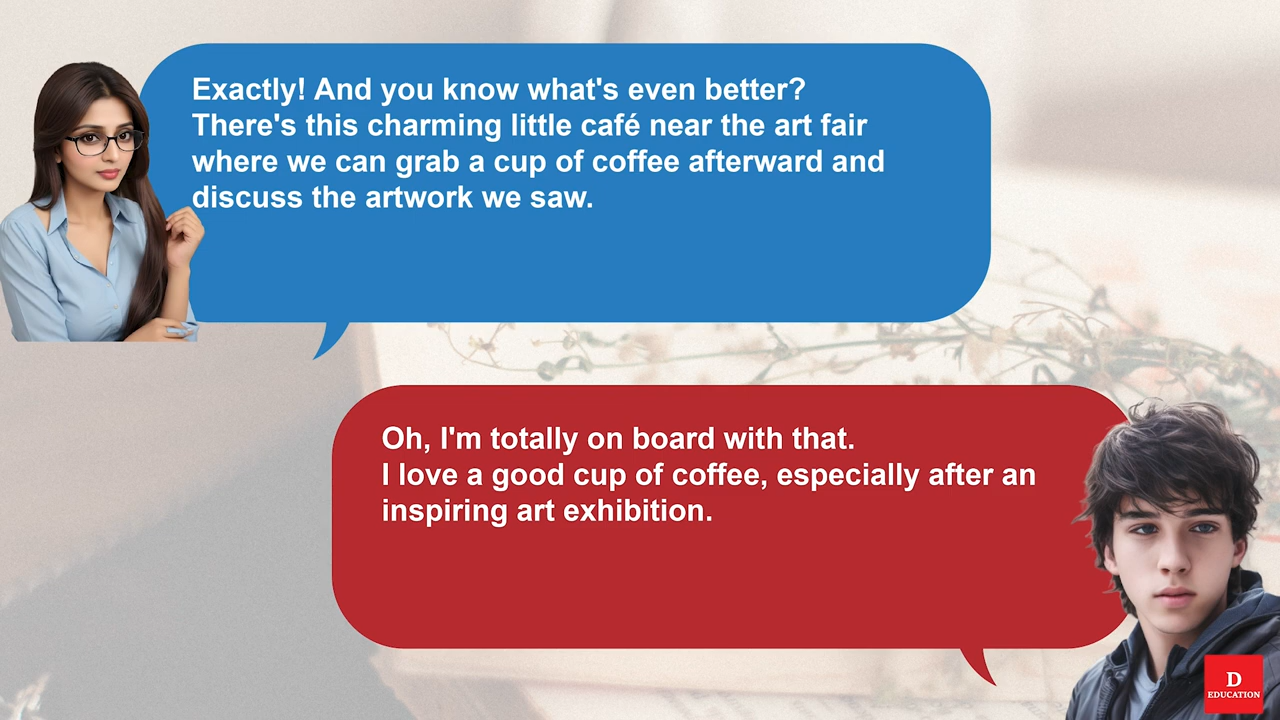 Exactly! And you know what's even better?
There's this charming little café near the art fair
where we can grab a cup of coffee afterward and
discuss the artwork we saw.
Oh, I'm totally on board with that.
I love a good cup of coffee, especially after an
inspiring art exhibition.
D
EDUCATION